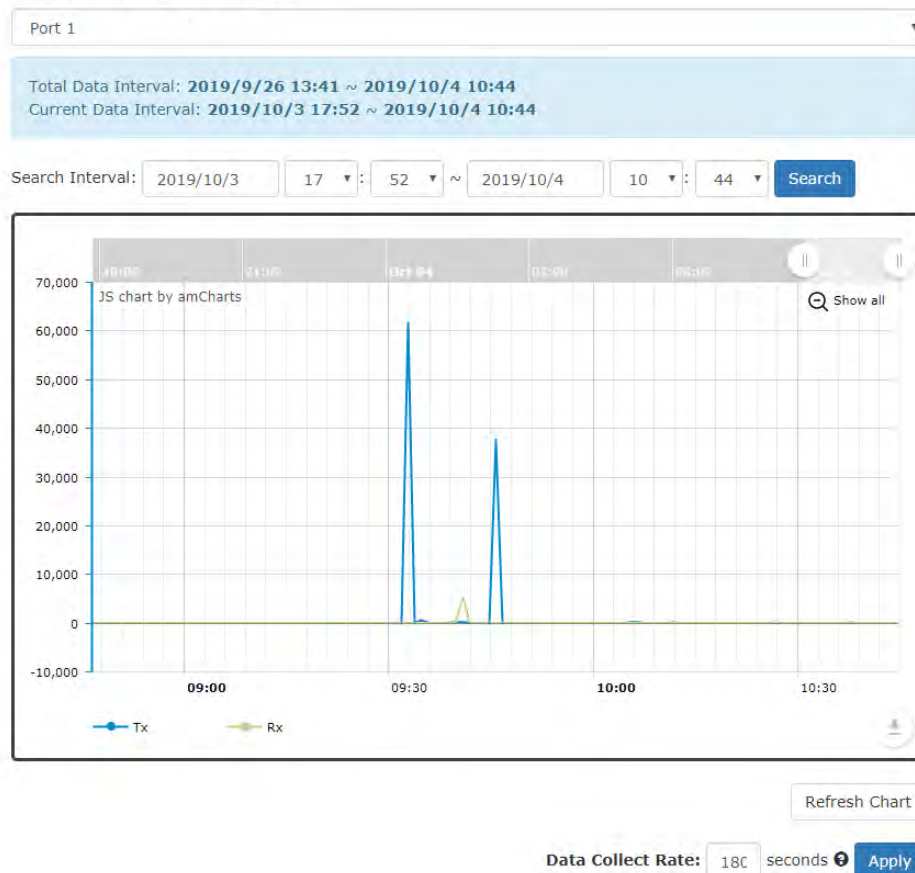 Port 1
Total Data Interval: 2019/9/26 13:41 ~ 2019/10/4 10:44
Current Data Interval: 2019/10/3 17:52 ~ 2019/10/4 10:44
Search Interval: 2019/10/3 17 : 52 ~ 2019/10/4 10 : 44 Search
21:00 Oct 04
JS chart by amCharts
Show all
70,000
60,000
50,000
40,000
30,000
20,000
10,000
0
-10,000
09:00 09:30 10:00 10:30
Tx Rx
Refresh Chart
Data Collect Rate: seconds Apply